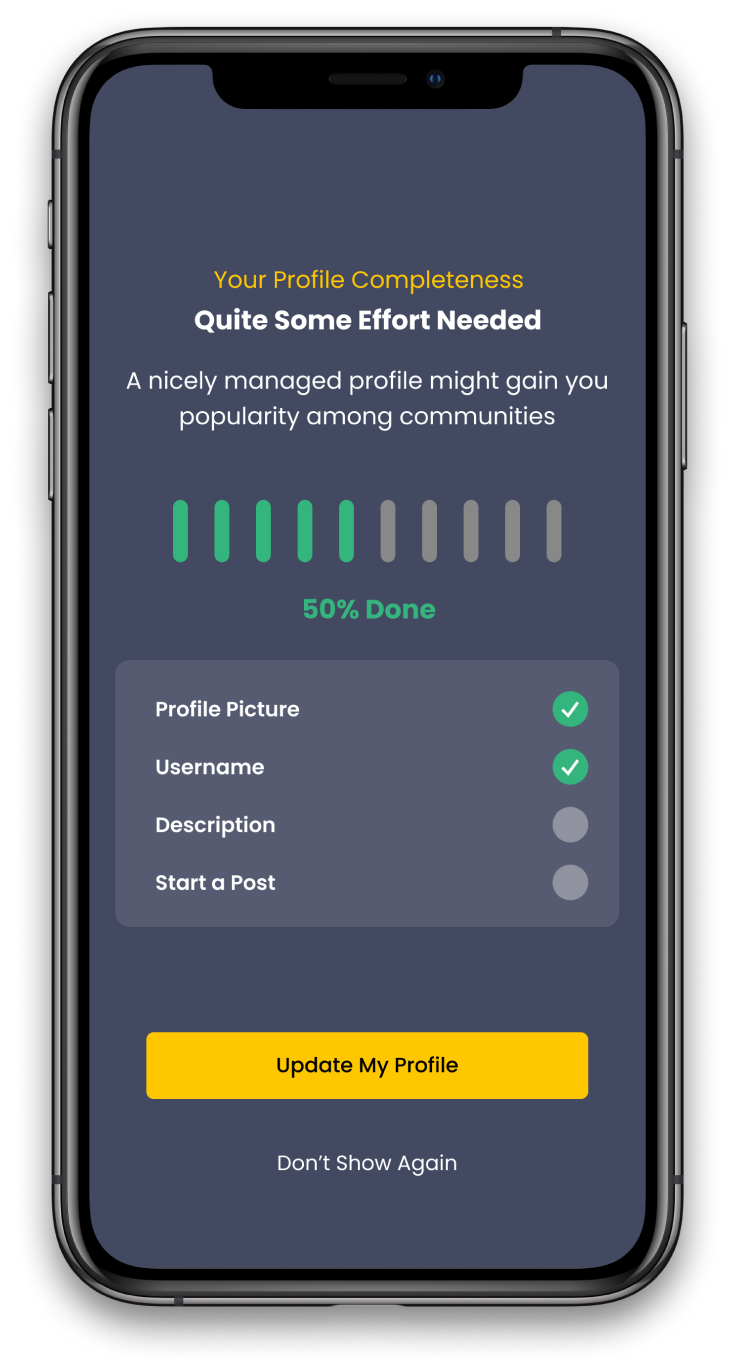 Your Profile Completeness
Quite Some Effort Needed
A nicely managed profile might gain you
popularity among communities
50% Done
Profile Picture
Username
Description
Start a Post
Update My Profile
Don’t Show Again